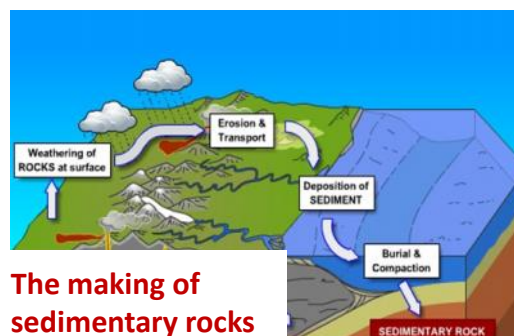 Erosion &
Transport
Weathering of
ROCKS at surface
Deposition of
SEDIMENT
Burial &
Compaction
The making of
sedimentary rocks
SEDIMENTARY ROCK